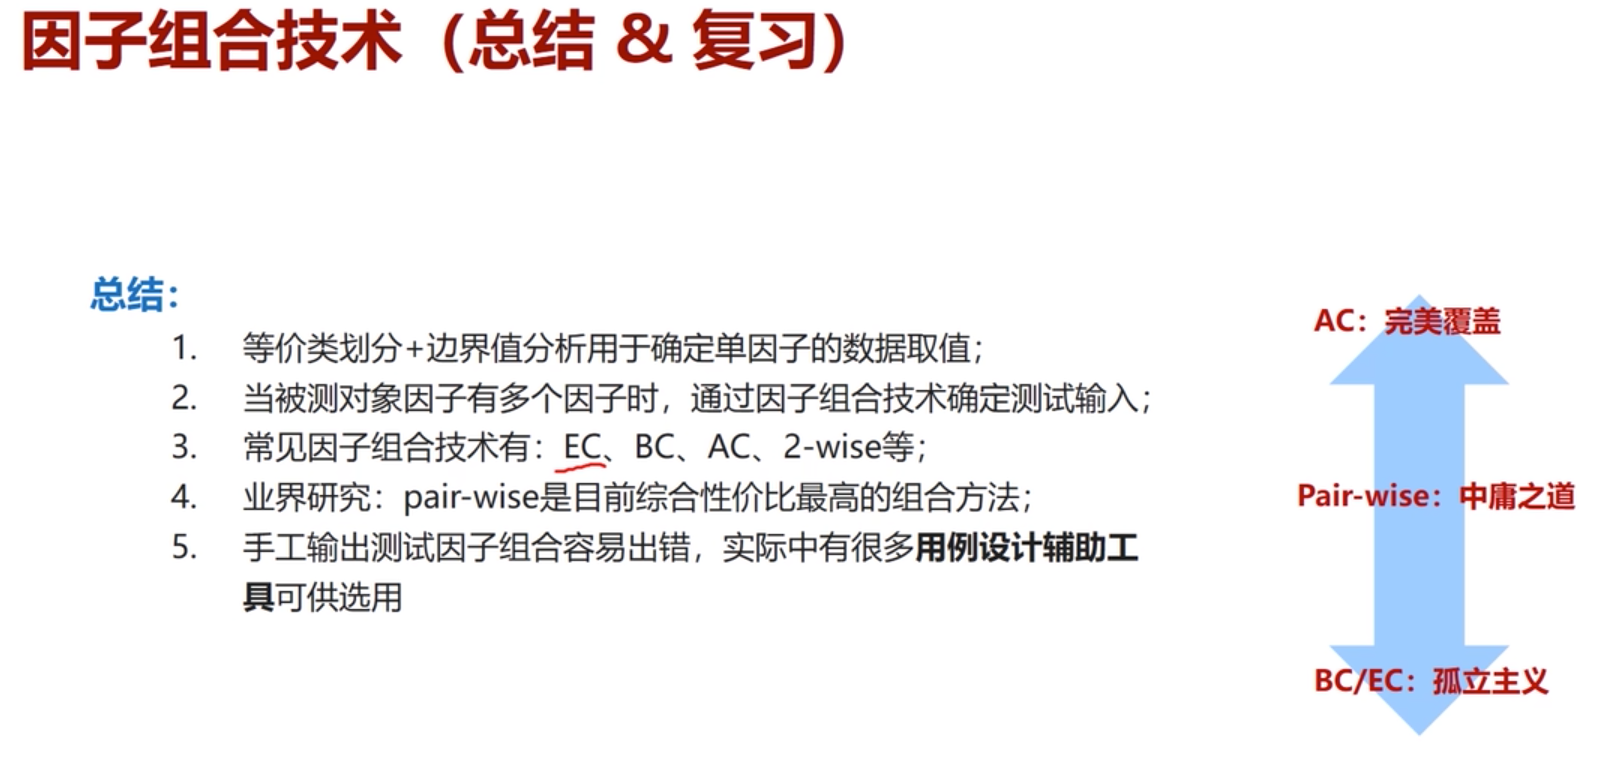 因子组合技术（总结 & 复习）
总结：
1. 等价类划分+边界值分析用于确定单因子的数据取值；
2. 当被测对象因子有多个因子时，通过因子组合技术确定测试输入；
3. 常见因子组合技术有：EC、BC、AC、2-wise等；
4. 业界研究：pair-wise是目前综合性价比最高的组合方法；
5. 手工输出测试因子组合容易出错，实际中有很多用例设计辅助工
具可供选用
AC：完美覆盖
Pair-wise：中庸之道
BC/EC：孤立主义